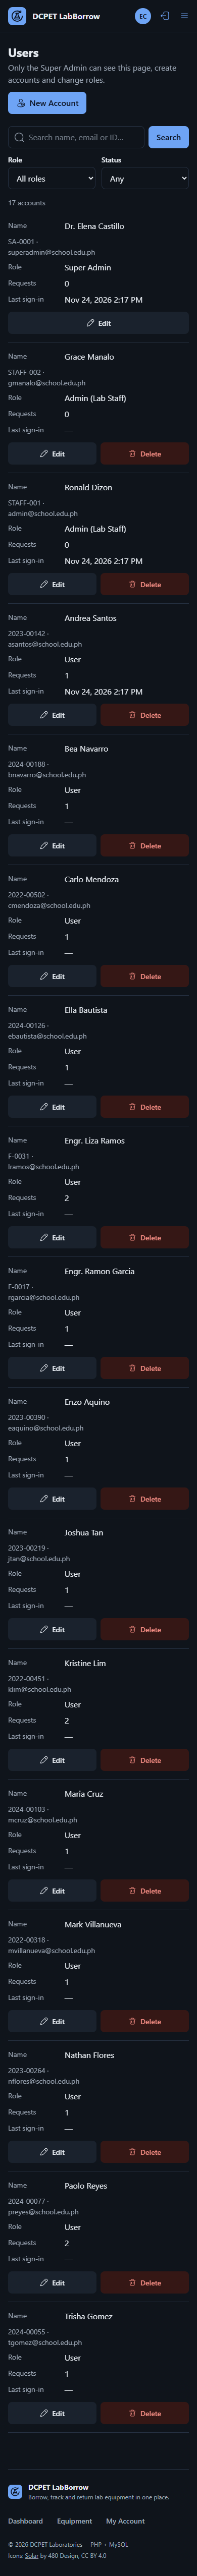 DCPET LabBorrow
EC
Users
Only the Super Admin can see this page, create
accounts and change roles.
New Account
Search name, email or ID...
Search
Role
Status
All roles
Any
17 accounts
Name Dr. Elena Castillo
SA-0001 ·
superadmin@school.edu.ph
Role Super Admin
Requests 0
Last sign-in Nov 24, 2026 2:17 PM
Edit
Name Grace Manalo
STAFF-002 ·
gmanalo@school.edu.ph
Role Admin (Lab Staff)
Requests 0
Last sign-in —
Edit Delete
Name Ronald Dizon
STAFF-001 ·
admin@school.edu.ph
Role Admin (Lab Staff)
Requests 0
Last sign-in Nov 24, 2026 2:17 PM
Edit Delete
Name Andrea Santos
2023-00142 ·
asantos@school.edu.ph
Role User
Requests 1
Last sign-in Nov 24, 2026 2:17 PM
Edit Delete
Name Bea Navarro
2024-00188 ·
bnavarro@school.edu.ph
Role User
Requests 1
Last sign-in —
Edit Delete
Name Carlo Mendoza
2022-00502 ·
cmendoza@school.edu.ph
Role User
Requests 1
Last sign-in —
Edit Delete
Name Ella Bautista
2024-00126 ·
ebautista@school.edu.ph
Role User
Requests 1
Last sign-in —
Edit Delete
Name Engr. Liza Ramos
F-0031 ·
lramos@school.edu.ph
Role User
Requests 2
Last sign-in —
Edit Delete
Name Engr. Ramon Garcia
F-0017 ·
rgarcia@school.edu.ph
Role User
Requests 1
Last sign-in —
Edit Delete
Name Enzo Aquino
2023-00390 ·
eaquino@school.edu.ph
Role User
Requests 1
Last sign-in —
Edit Delete
Name Joshua Tan
2023-00219 ·
jtan@school.edu.ph
Role User
Requests 1
Last sign-in —
Edit Delete
Name Kristine Lim
2022-00451 ·
klim@school.edu.ph
Role User
Requests 2
Last sign-in —
Edit Delete
Name Maria Cruz
2024-00103 ·
mcruz@school.edu.ph
Role User
Requests 1
Last sign-in —
Edit Delete
Name Mark Villanueva
2022-00318 ·
mvillanueva@school.edu.ph
Role User
Requests 1
Last sign-in —
Edit Delete
Name Nathan Flores
2023-00264 ·
nflores@school.edu.ph
Role User
Requests 1
Last sign-in —
Edit Delete
Name Paolo Reyes
2024-00077 ·
preyes@school.edu.ph
Role User
Requests 2
Last sign-in —
Edit Delete
Name Trisha Gomez
2024-00055 ·
tgomez@school.edu.ph
Role User
Requests 1
Last sign-in —
Edit Delete
DCPET LabBorrow
Borrow, track and return lab equipment in one place.
Dashboard Equipment My Account
© 2026 DCPET Laboratories PHP + MySQL
Icons: Solar by 480 Design, CC BY 4.0